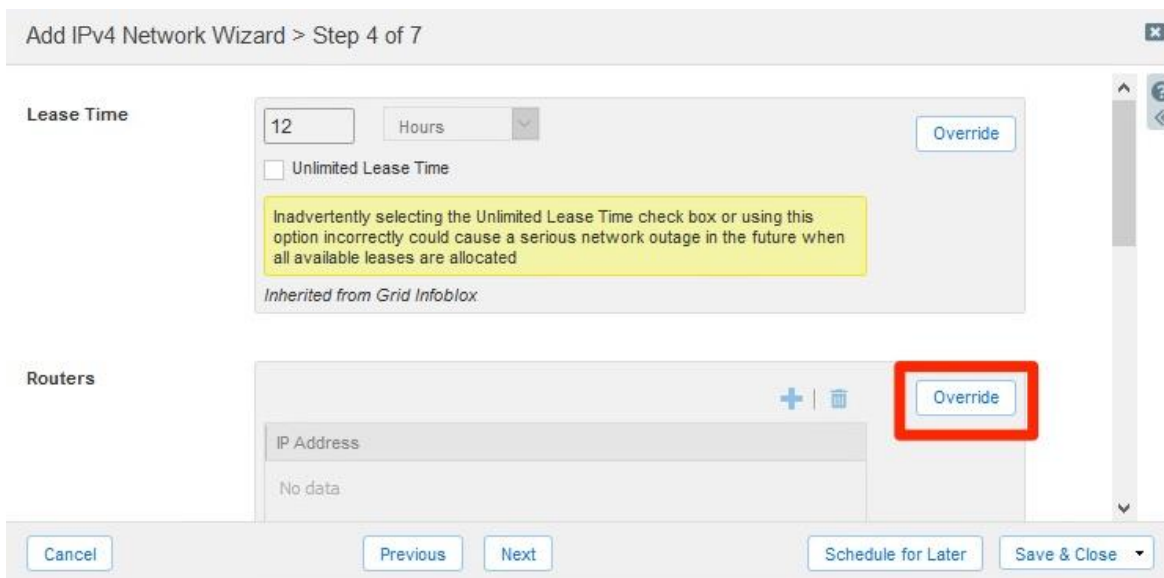 Add IPv4 Network Wizard > Step 4 of 7
Lease Time
12
Hours
Override
Unlimited Lease Time
Inadvertently selecting the Unlimited Lease Time check box or using this
option incorrectly could cause a serious network outage in the future when
all available leases are allocated
Inherited from Grid Infoblox
Routers
Override
IP Address
No data
Cancel
Previous
Next
Schedule for Later
Save & Close